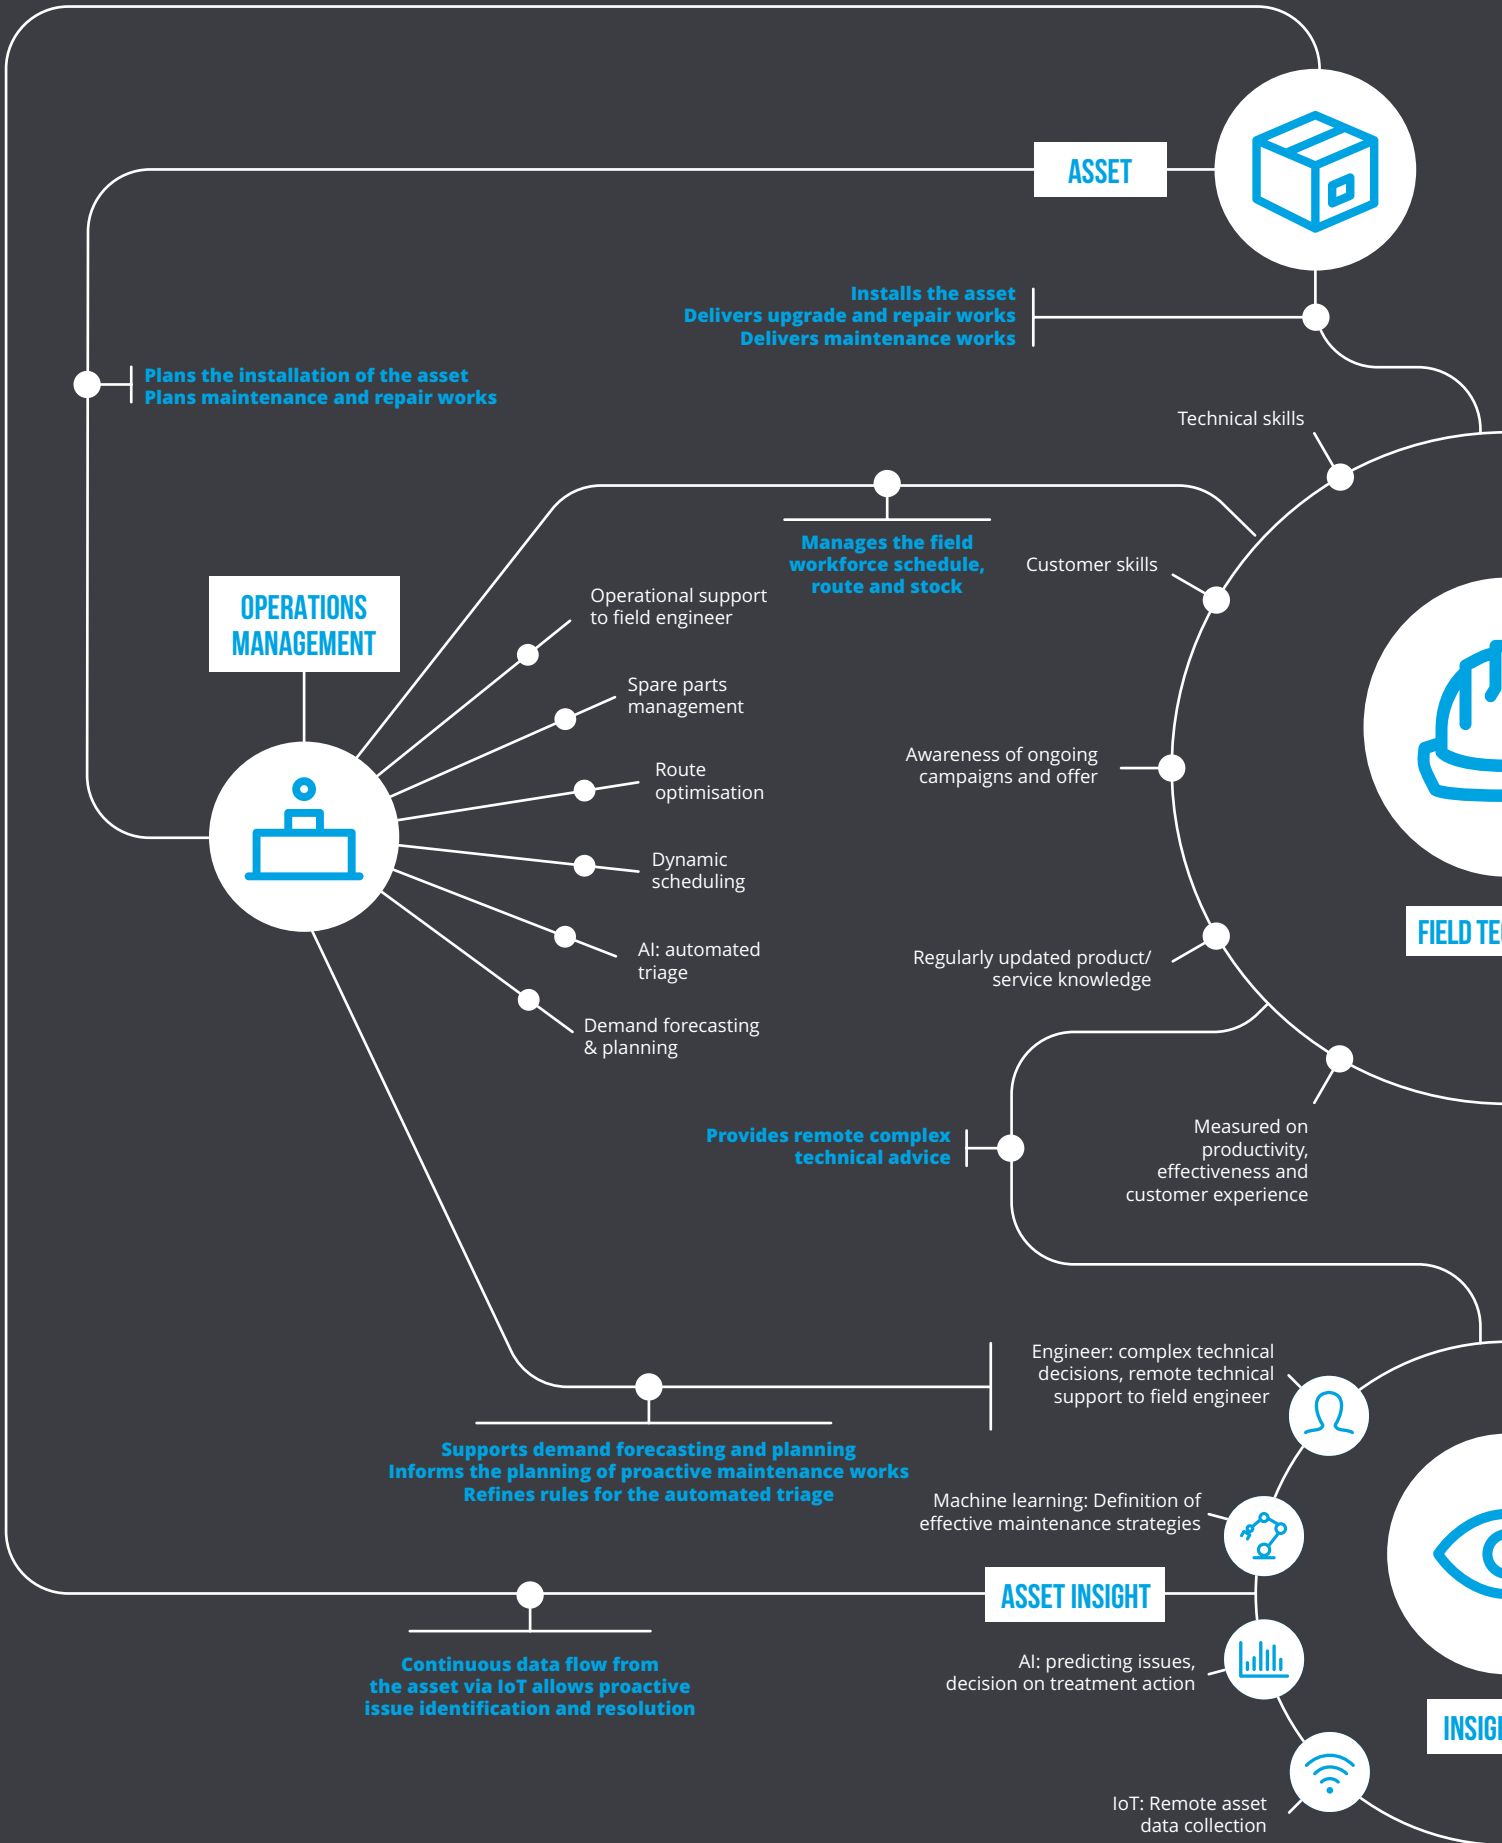 ASSET
Installs the asset
Delivers upgrade and repair works
Delivers maintenance works
Plans the installation of the asset
Plans maintenance and repair works
Technical skills
Manages the field
workforce schedule,
route and stock
Customer skills
OPERATIONS
MANAGEMENT
Operational support
to field engineer
Spare parts
management
Route
optimisation
Dynamic
scheduling
AI: automated
triage
Demand forecasting
& planning
Awareness of ongoing
campaigns and offer
FIELD TE
Regularly updated product/
service knowledge
Measured on
productivity,
effectiveness and
customer experience
Provides remote complex
technical advice
Engineer: complex technical
decisions, remote technical
support to field engineer
Supports demand forecasting and planning
Informs the planning of proactive maintenance works
Refines rules for the automated triage
Machine learning: Definition of
effective maintenance strategies
ASSET INSIGHT
AI: predicting issues,
decision on treatment action
Continuous data flow from
the asset via IoT allows proactive
issue identification and resolution
INSIG
IoT: Remote asset
data collection